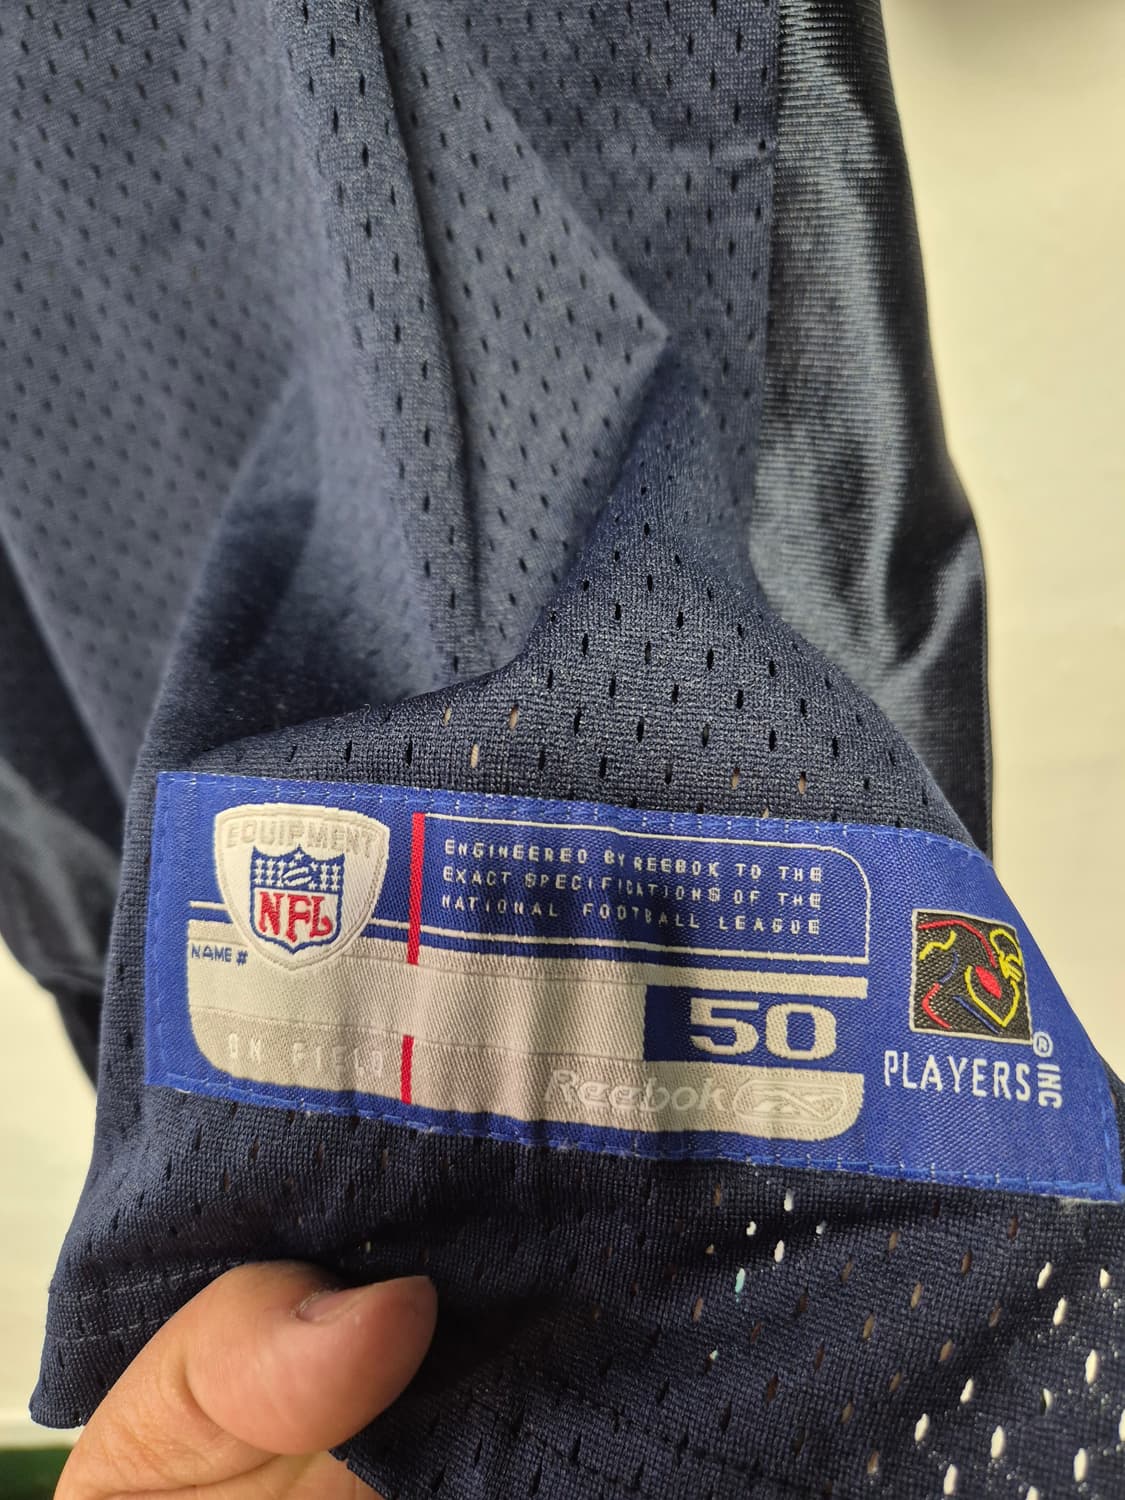 EQUIPMENT
NFL
ENGINEERED BY REEBOK TO THE
EXACT SPECIFICATIONS OF THE
NATIONAL FOOTBALL LEAGUE
NAME #
50
ON FIELD
Reebok
PLAYERS INC ®